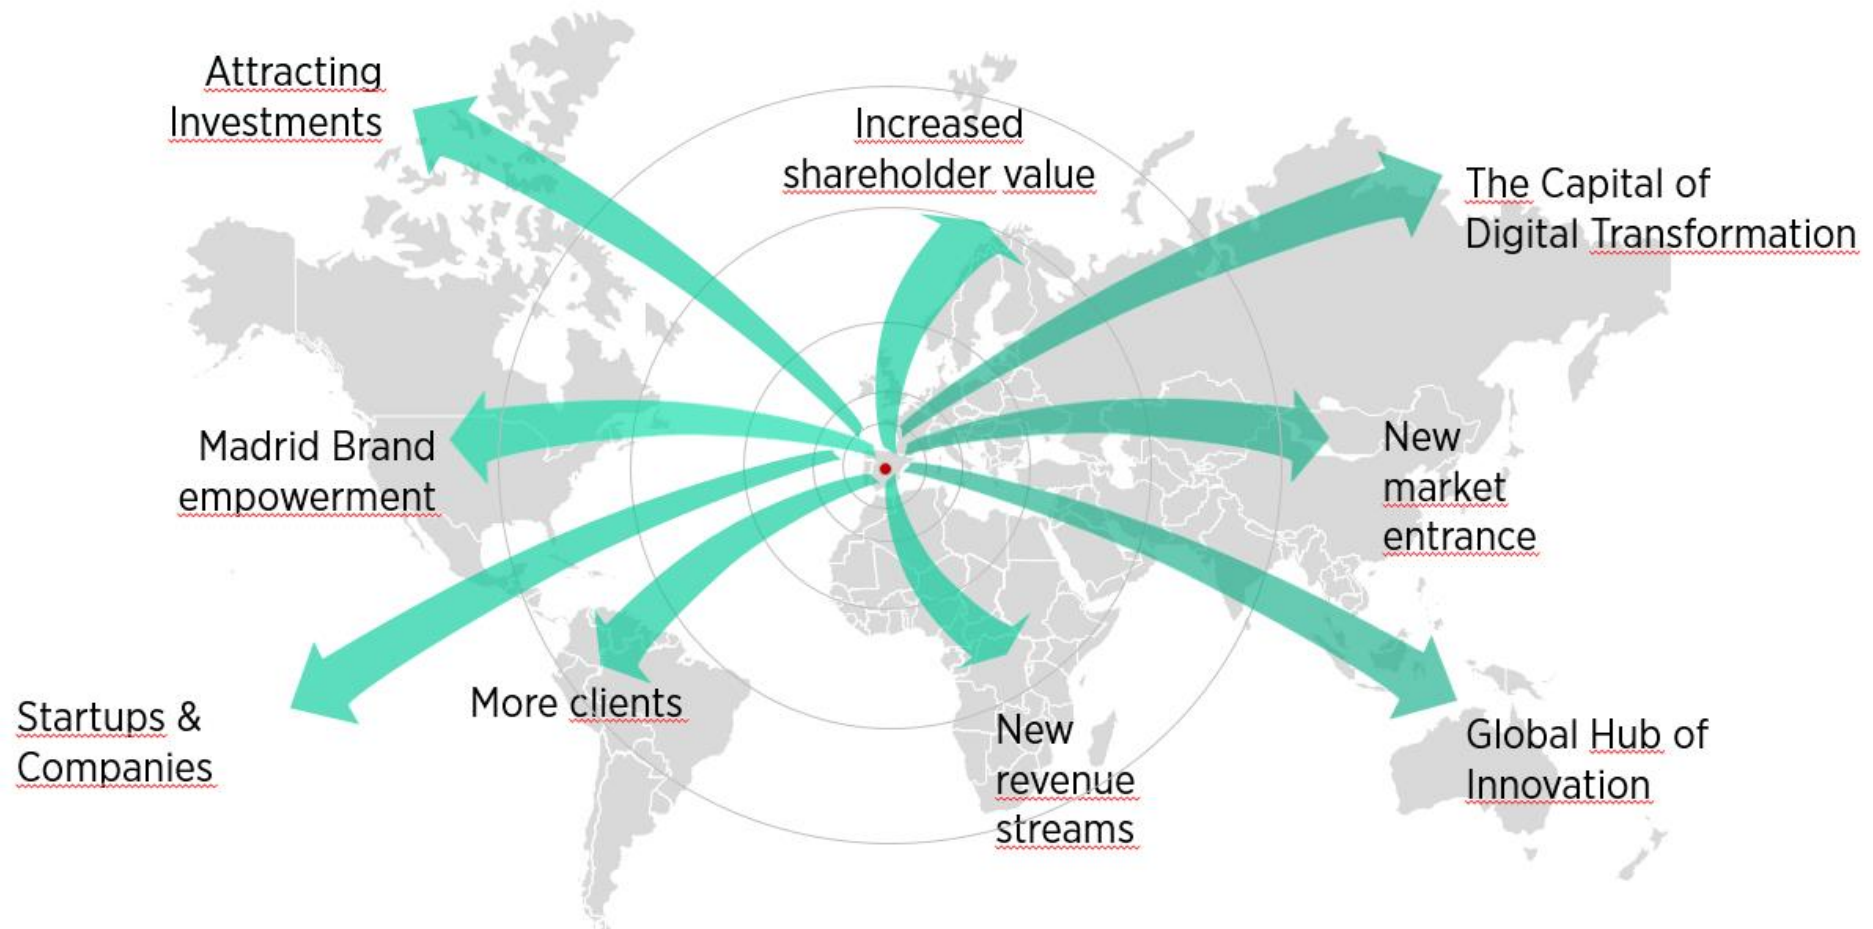 Attracting
Investments
Increased
shareholder value
The Capital of
Digital Transformation
Madrid Brand
empowerment
New
market
entrance
Startups &
Companies
More clients
New
revenue
streams
Global Hub of
Innovation